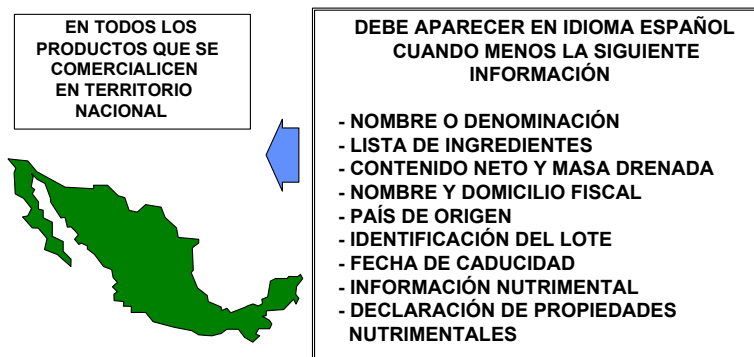 EN TODOS LOS
PRODUCTOS QUE SE
COMERCIALICEN
EN TERRITORIO
NACIONAL
DEBE APARECER EN IDIOMA ESPAÑOL
CUANDO MENOS LA SIGUIENTE
INFORMACIÓN
- NOMBRE O DENOMINACIÓN
- LISTA DE INGREDIENTES
- CONTENIDO NETO Y MASA DRENADA
- NOMBRE Y DOMICILIO FISCAL
- PAÍS DE ORIGEN
- IDENTIFICACIÓN DEL LOTE
- FECHA DE CADUCIDAD
- INFORMACIÓN NUTRIMENTAL
- DECLARACIÓN DE PROPIEDADES
NUTRIMENTALES